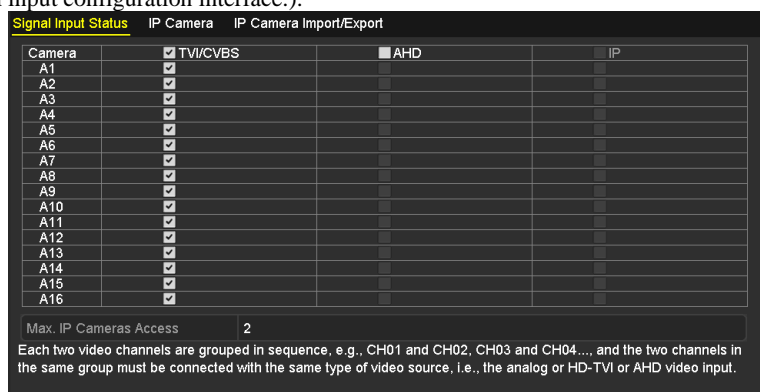 input configuration interface.).
Signal Input Status IP Camera IP Camera Import/Export
Camera TVI/CVBS AHD IP
A1
A2
A3
A4
A5
A6
A7
A8
A9
A10
A11
A12
A13
A14
A15
A16
Max. IP Cameras Access 2
Each two video channels are grouped in sequence, e.g., CH01 and CH02, CH03 and CH04..., and the two channels in
the same group must be connected with the same type of video source, i.e., the analog or HD-TVI or AHD video input.